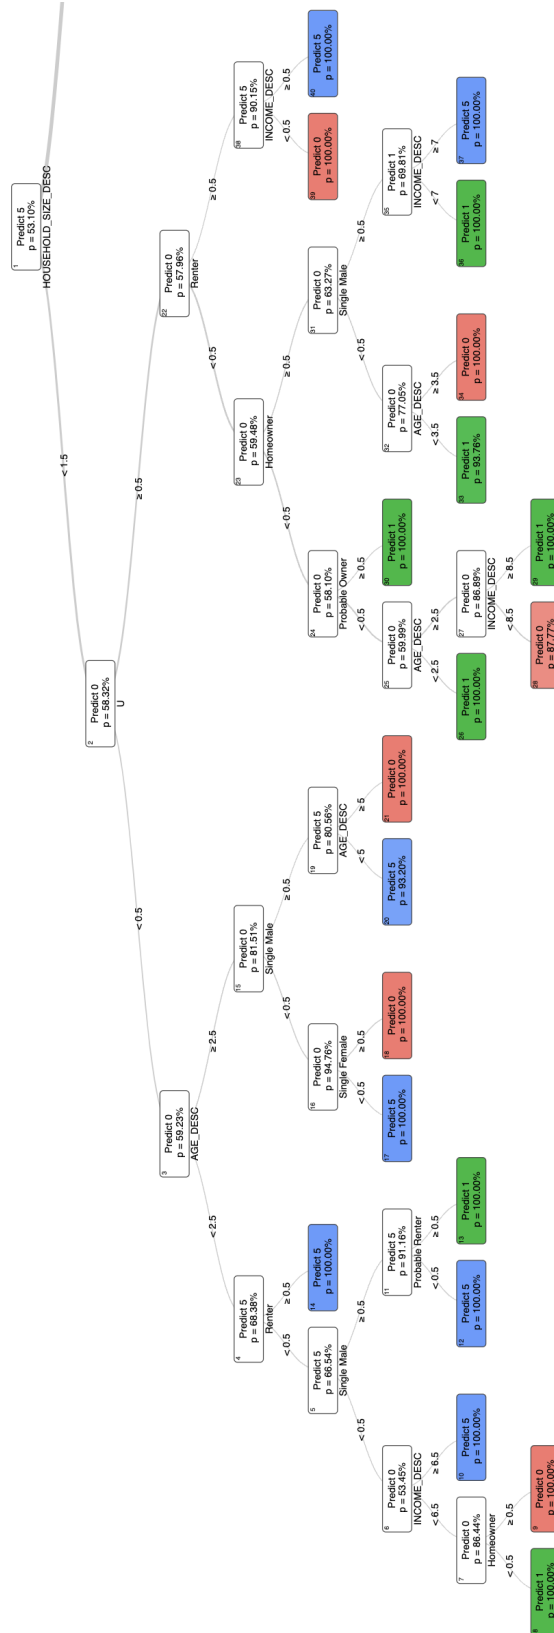 1
Predict 5
p = 53.10%
HOUSEHOLD_SIZE_DESC
< 1.5
2
Predict 0
p = 58.32%
U
< 0.5
≥ 0.5
3
Predict 0
p = 59.23%
AGE_DESC
22
Predict 0
p = 57.96%
Renter
< 2.5
≥ 2.5
< 0.5
≥ 0.5
4
Predict 5
p = 68.38%
Renter
15
Predict 0
p = 81.51%
Single Male
23
Predict 0
p = 59.48%
Homeowner
38
Predict 5
p = 90.15%
INCOME_DESC
< 0.5
≥ 0.5
< 0.5
≥ 0.5
< 0.5
≥ 0.5
< 0.5
≥ 0.5
5
Predict 5
p = 66.54%
Single Male
14
Predict 5
p = 100.00%
16
Predict 0
p = 94.76%
Single Female
19
Predict 5
p = 80.56%
AGE_DESC
24
Predict 0
p = 58.10%
Probable Owner
31
Predict 0
p = 63.27%
Single Male
39
Predict 0
p = 100.00%
40
Predict 5
p = 100.00%
< 0.5
≥ 0.5
< 0.5
≥ 0.5
< 5
≥ 5
< 0.5
≥ 0.5
< 0.5
≥ 0.5
6
Predict 0
p = 53.45%
INCOME_DESC
11
Predict 5
p = 91.16%
Probable Renter
17
Predict 5
p = 100.00%
18
Predict 0
p = 100.00%
20
Predict 5
p = 93.20%
21
Predict 0
p = 100.00%
25
Predict 0
p = 59.99%
AGE_DESC
30
Predict 1
p = 100.00%
32
Predict 0
p = 77.05%
AGE_DESC
35
Predict 1
p = 69.81%
INCOME_DESC
< 6.5
≥ 6.5
< 0.5
≥ 0.5
< 2.5
≥ 2.5
< 3.5
≥ 3.5
< 7
≥ 7
7
Predict 0
p = 86.44%
Homeowner
10
Predict 5
p = 100.00%
12
Predict 5
p = 100.00%
13
Predict 1
p = 100.00%
26
Predict 1
p = 100.00%
27
Predict 0
p = 86.89%
INCOME_DESC
33
Predict 1
p = 93.76%
34
Predict 0
p = 100.00%
36
Predict 1
p = 100.00%
37
Predict 5
p = 100.00%
< 0.5
≥ 0.5
< 8.5
≥ 8.5
8
Predict 1
p = 100.00%
9
Predict 0
p = 100.00%
28
Predict 0
p = 87.77%
29
Predict 1
p = 100.00%